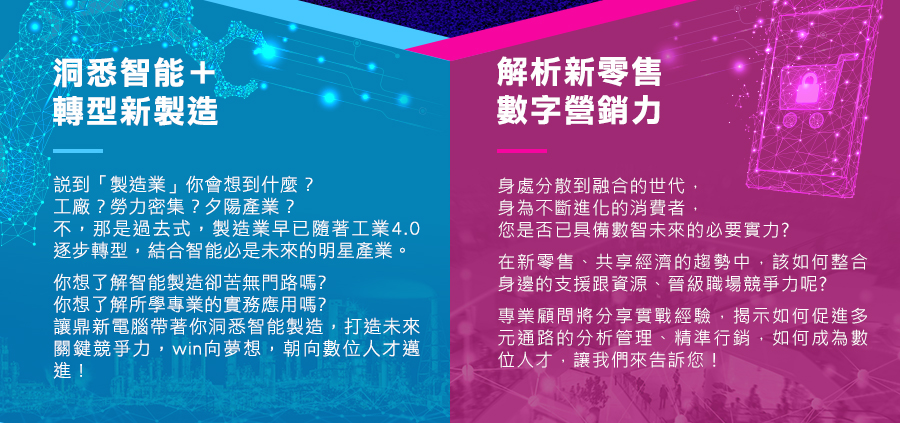 洞悉智能＋
轉型新製造
說到「製造業」你會想到什麼？
工廠？勞力密集？夕陽產業？
不，那是過去式，製造業早已隨著工業4.0
逐步轉型，結合智能必是未來的明星產業。
你想了解智能製造卻苦無門路嗎?
你想了解所學專業的實務應用嗎?
讓鼎新電腦帶著你洞悉智能製造，打造未來
關鍵競爭力，win向夢想，朝向數位人才邁
進！
解析新零售
數字營銷力
身處分散到融合的世代，
身為不斷進化的消費者，
您是否已具備數智未來的必要實力?
在新零售、共享經濟的趨勢中，該如何整合
身邊的支援跟資源、晉級職場競爭力呢?
專業顧問將分享實戰經驗，揭示如何促進多
元通路的分析管理、精準行銷，如何成為數
位人才，讓我們來告訴您！